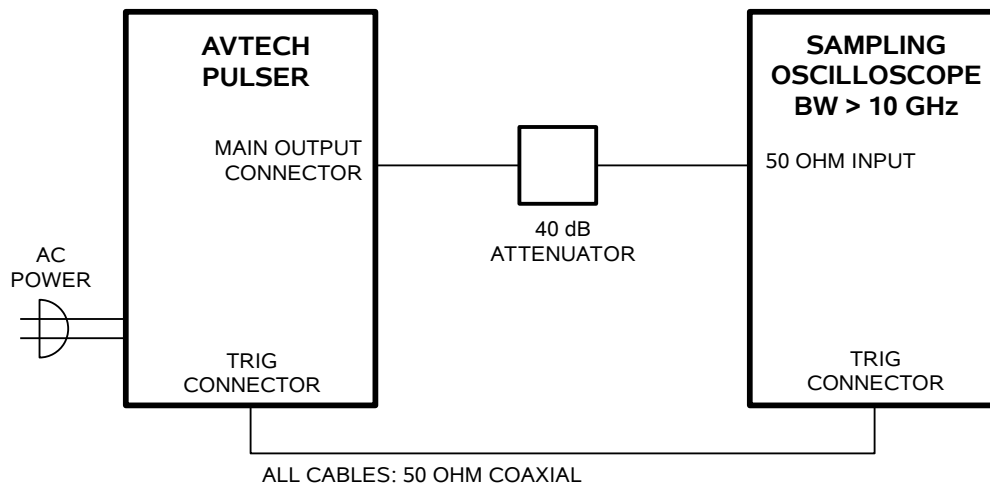 AVTECH
PULSER
MAIN OUTPUT
CONNECTOR
AC
POWER
TRIG
CONNECTOR
40 dB
ATTENUATOR
SAMPLING
OSCILLOSCOPE
BW > 10 GHz
50 OHM INPUT
TRIG
CONNECTOR
ALL CABLES: 50 OHM COAXIAL